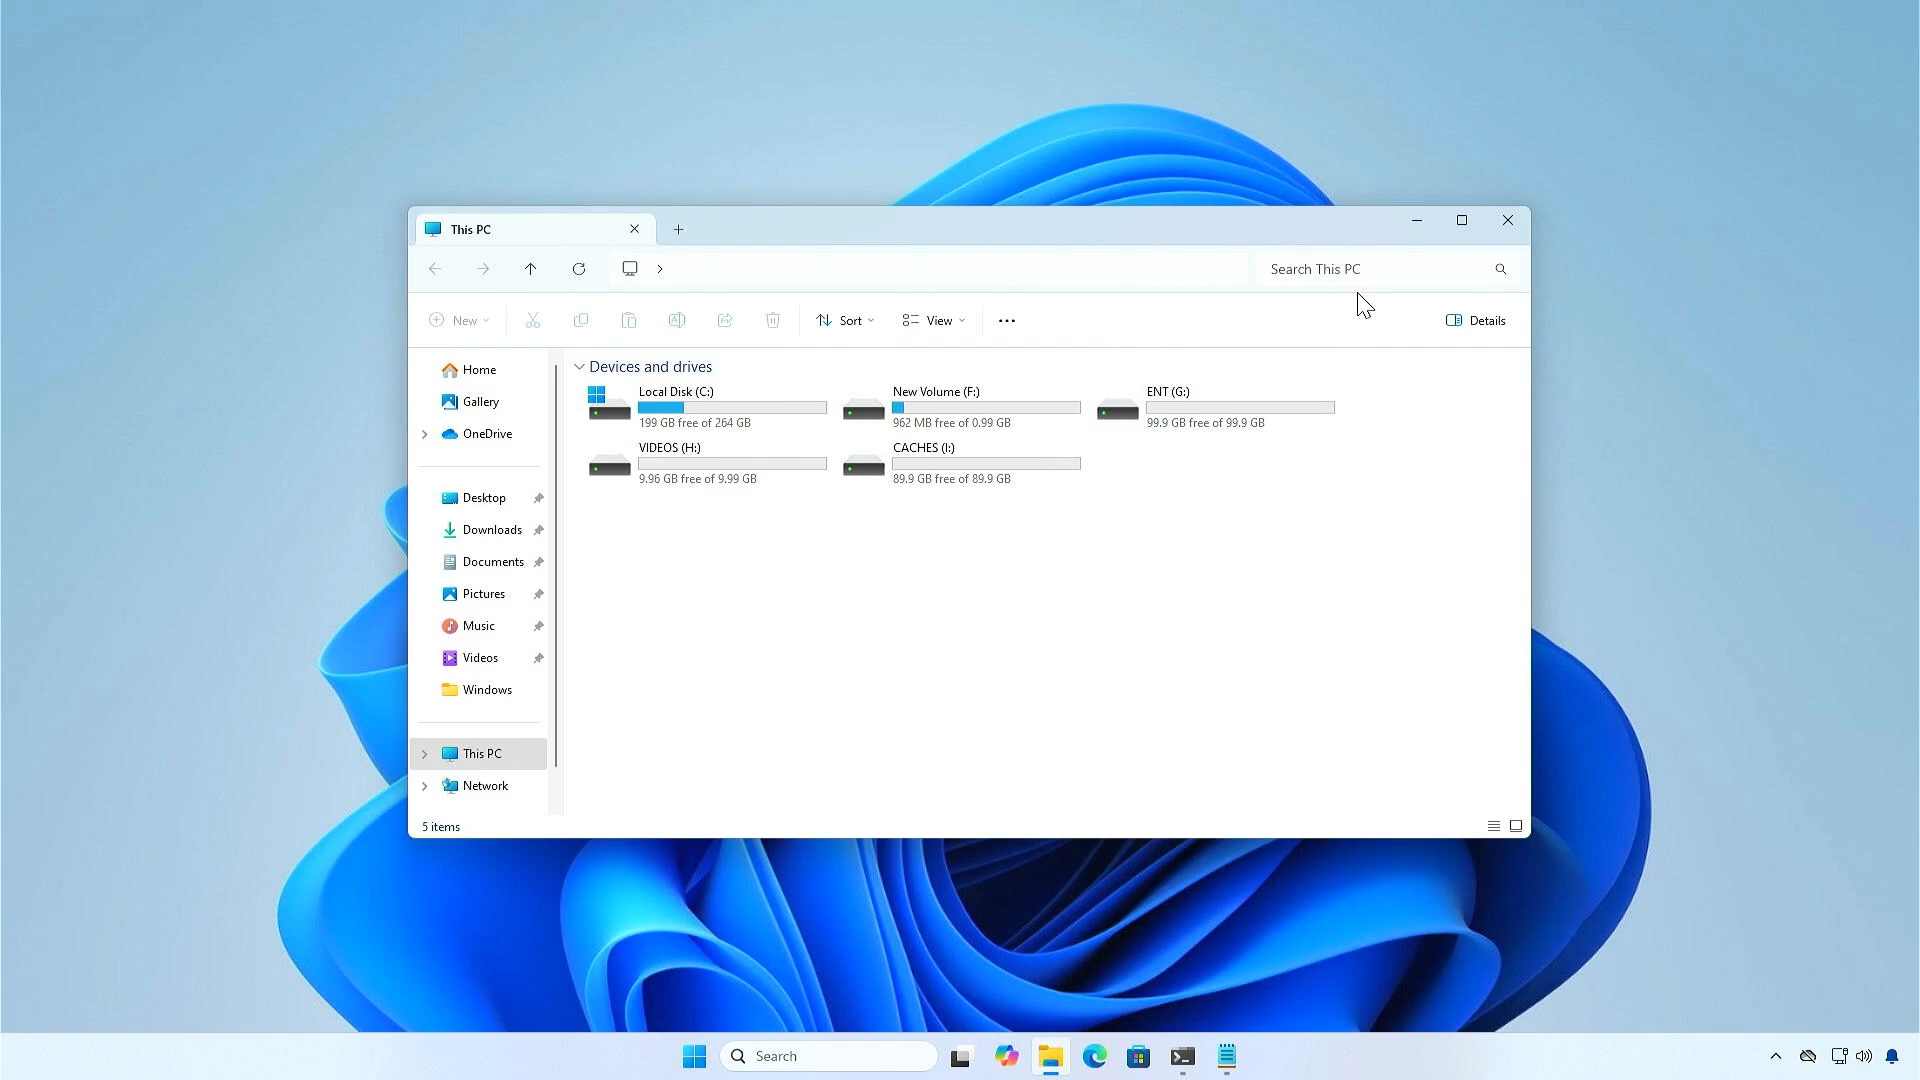 This PC
Search This PC
New
Sort
View
Details
Home
Gallery
OneDrive
Desktop
Downloads
Documents
Pictures
Music
Videos
Windows
This PC
Network
Devices and drives
Local Disk (C:)
199 GB free of 264 GB
New Volume (F:)
962 MB free of 0.99 GB
ENT (G:)
99.9 GB free of 99.9 GB
VIDEOS (H:)
9.96 GB free of 9.99 GB
CACHES (I:)
89.9 GB free of 89.9 GB
5 items
Search